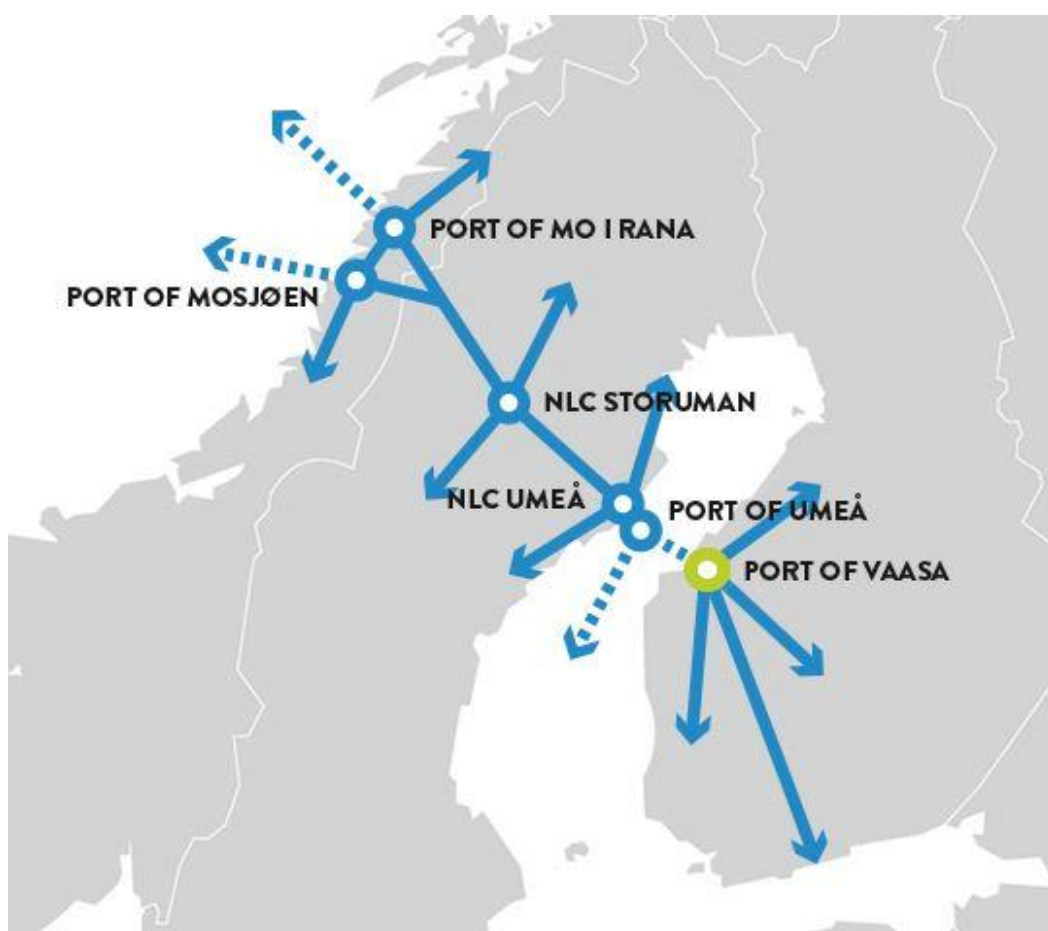 PORT OF MO I RANA
PORT OF MOSJØEN
NLC STORUMAN
NLC UMEÅ
PORT OF UMEÅ
PORT OF VAASA